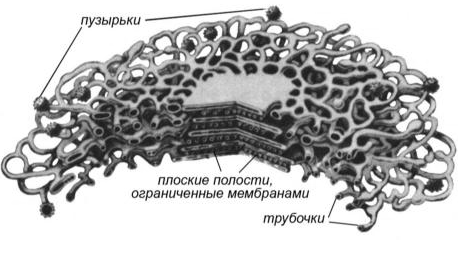 пузырьки
плоские полости,
ограниченные мембранами
трубочки